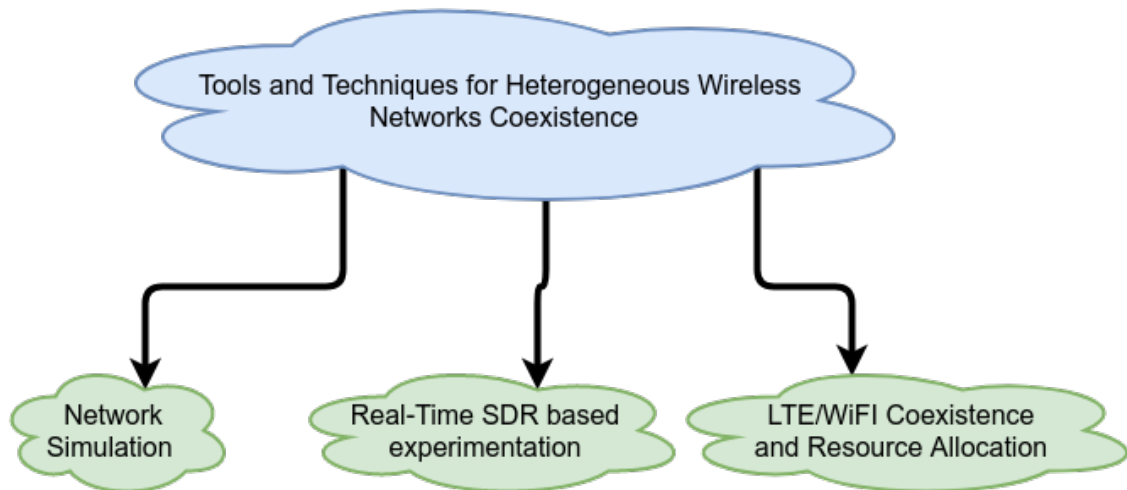 Tools and Techniques for Heterogeneous Wireless
Networks Coexistence
Network
Simulation
Real-Time SDR based
experimentation
LTE/WiFI Coexistence
and Resource Allocation